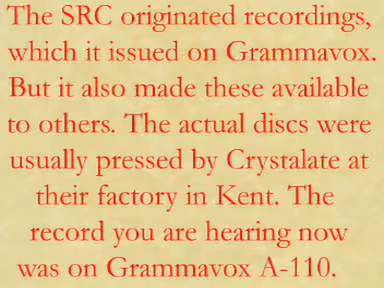 The SRC originated recordings,
which it issued on Grammavox.
But it also made these available
to others. The actual discs were
usually pressed by Crystalate at
their factory in Kent. The
record you are hearing now
was on Grammavox A-110.